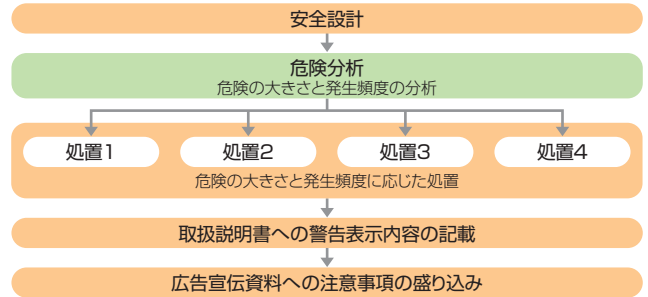 安全設計
危険分析
危険の大きさと発生頻度の分析
処置1 処置2 処置3 処置4
危険の大きさと発生頻度に応じた処置
取扱説明書への警告表示内容の記載
広告宣伝資料への注意事項の盛り込み